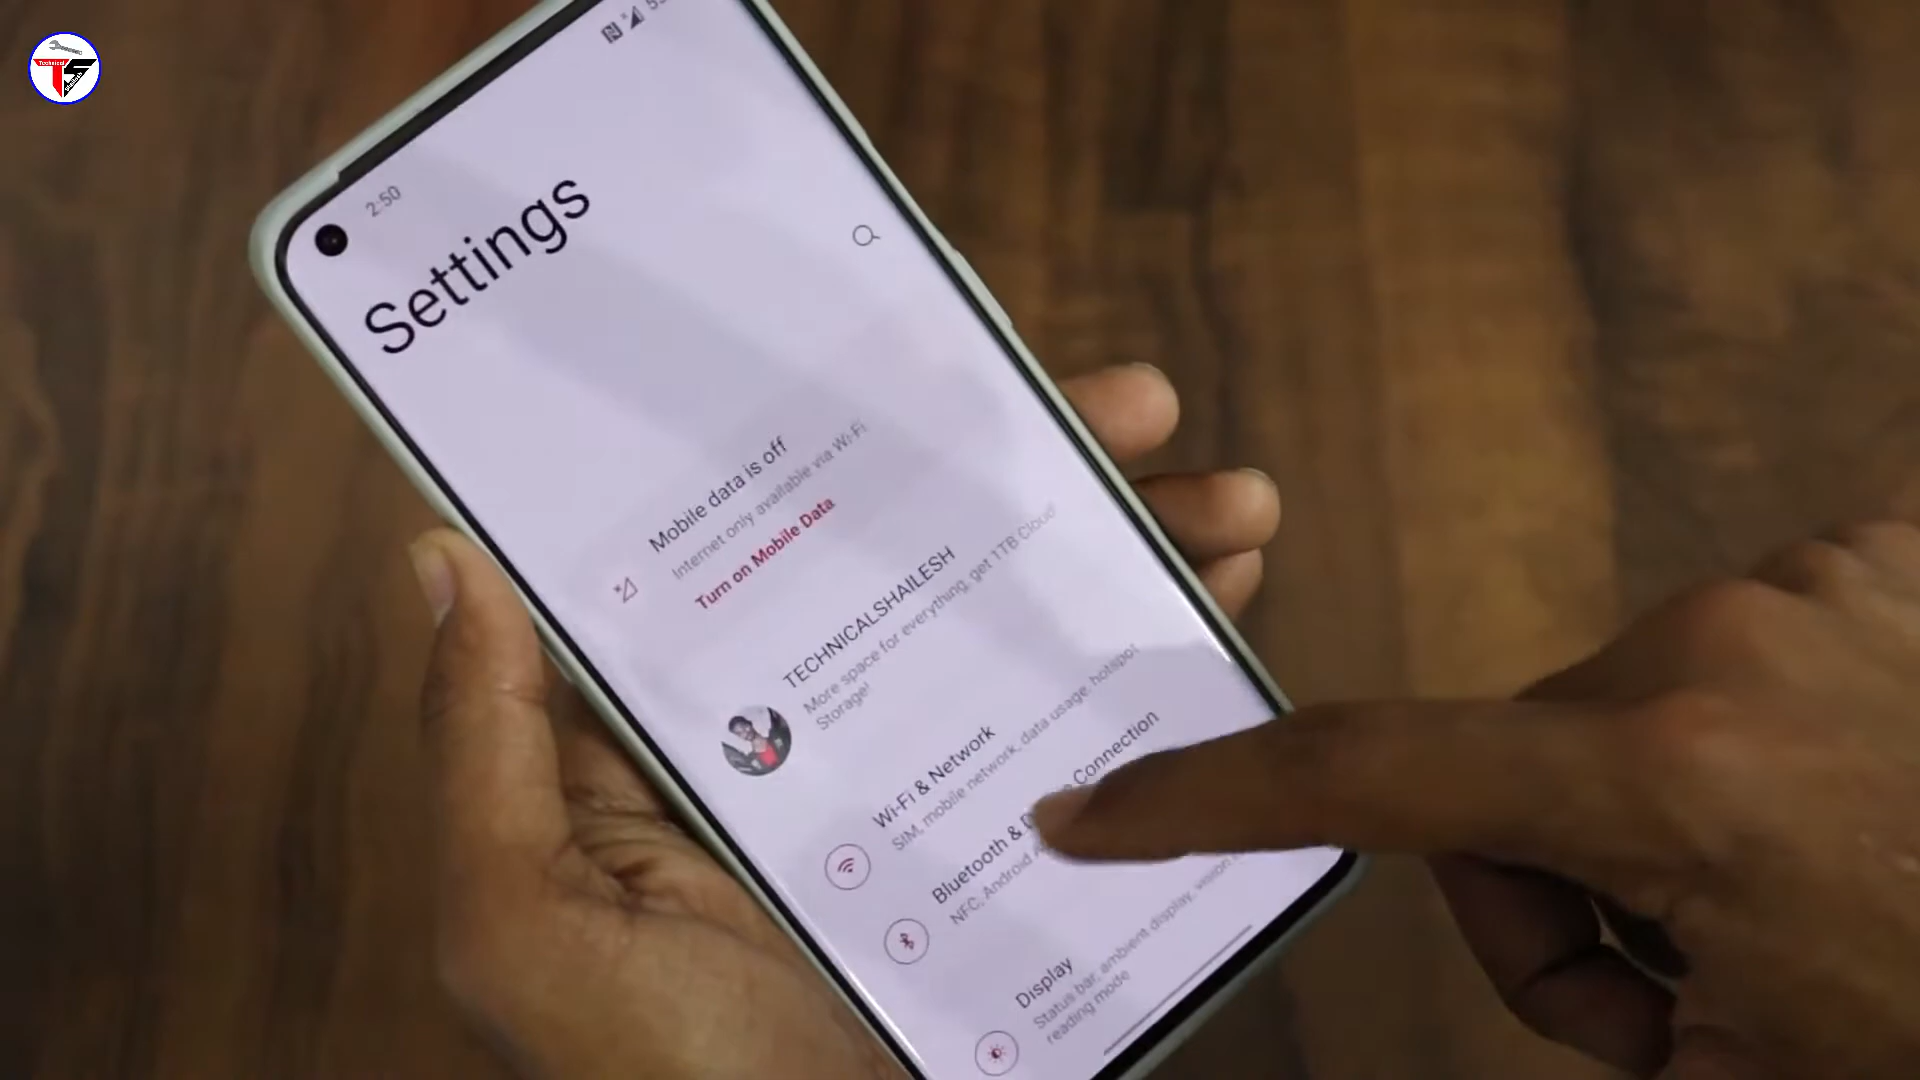 Technical
TS
2:50
Settings
Mobile data is off
Internet only available via Wi-Fi
Turn on Mobile Data
TECHNICALSHAILESH
More space for everything, get 1TB Cloud
Storage!
Wi-Fi & Network
SIM, mobile network, data usage, hotspot
Bluetooth & Connection
NFC, Android
Display
Status bar, ambient display, vision
reading mode